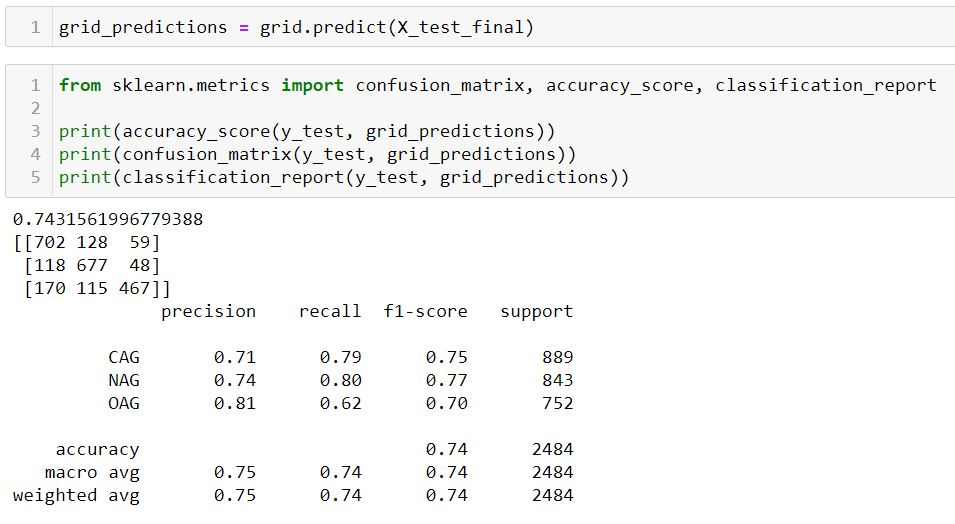 1 grid_predictions = grid.predict(X_test_final)
1 from sklearn.metrics import confusion_matrix, accuracy_score, classification_report
2
3 print(accuracy_score(y_test, grid_predictions))
4 print(confusion_matrix(y_test, grid_predictions))
5 print(classification_report(y_test, grid_predictions))
0.7431561996779388
[[702 128  59]
 [118 677  48]
 [170 115 467]]
              precision    recall  f1-score   support
         CAG       0.71      0.79      0.75       889
         NAG       0.74      0.80      0.77       843
         OAG       0.81      0.62      0.70       752
    accuracy                           0.74      2484
   macro avg       0.75      0.74      0.74      2484
weighted avg       0.75      0.74      0.74      2484